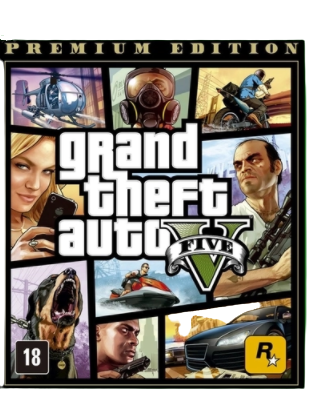 PREMIUM EDITION
grand
theft
auto V
FIVE
18
R